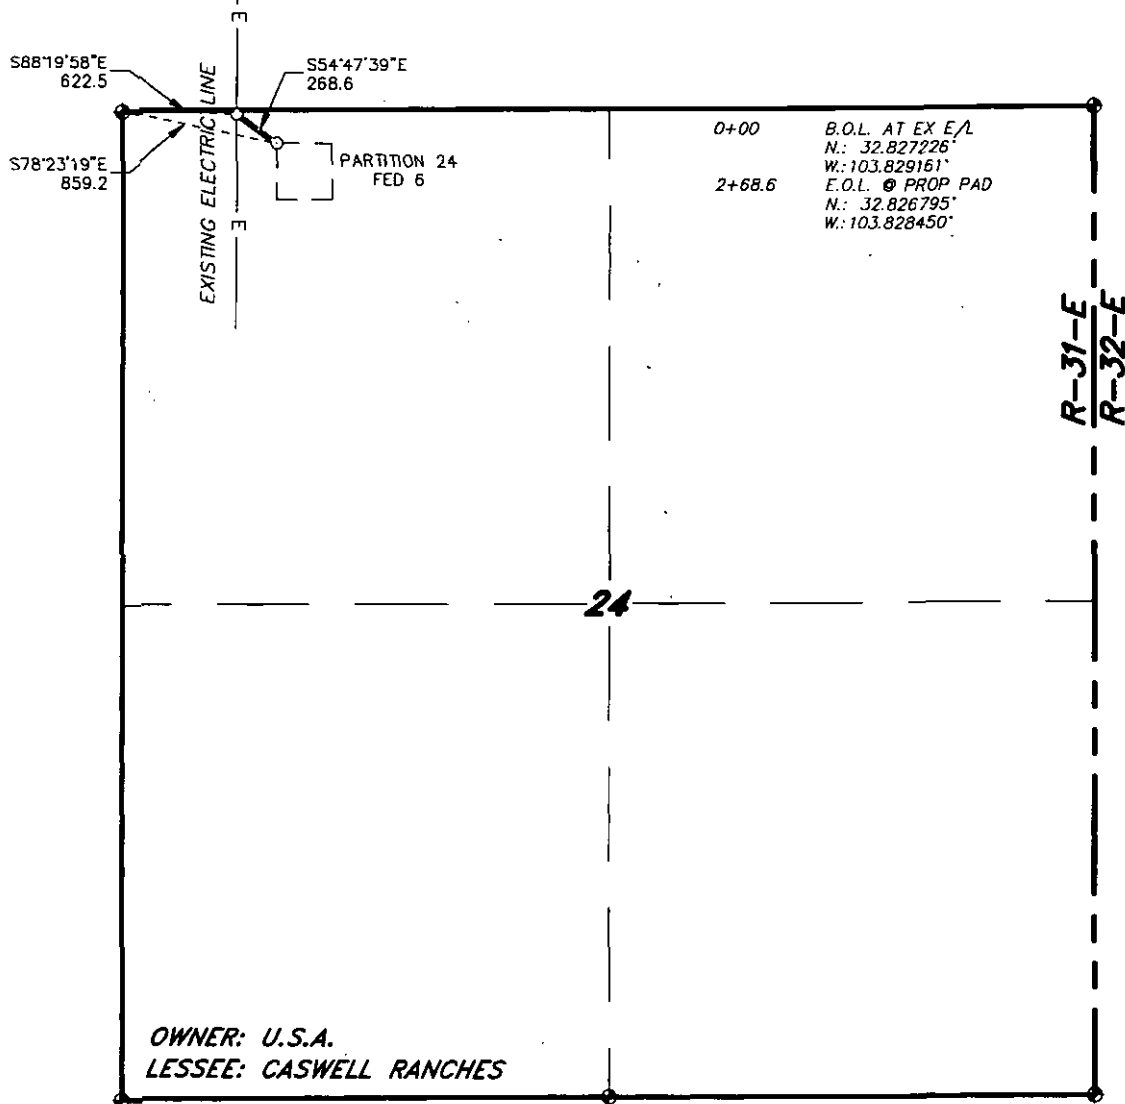 E
S88°19'58"E
622.5
S54°47'39"E
268.6
S78°23'19"E
859.2
EXISTING ELECTRIC LINE
E
PARTITION 24
FED 6
0+00 B.O.L. AT EX E/L
N.: 32.827226°
W.: 103.829161°
2+68.6 E.O.L. @ PROP PAD
N.: 32.826795°
W.: 103.828450°
R-31-E
R-32-E
24
OWNER: U.S.A.
LESSEE: CASWELL RANCHES